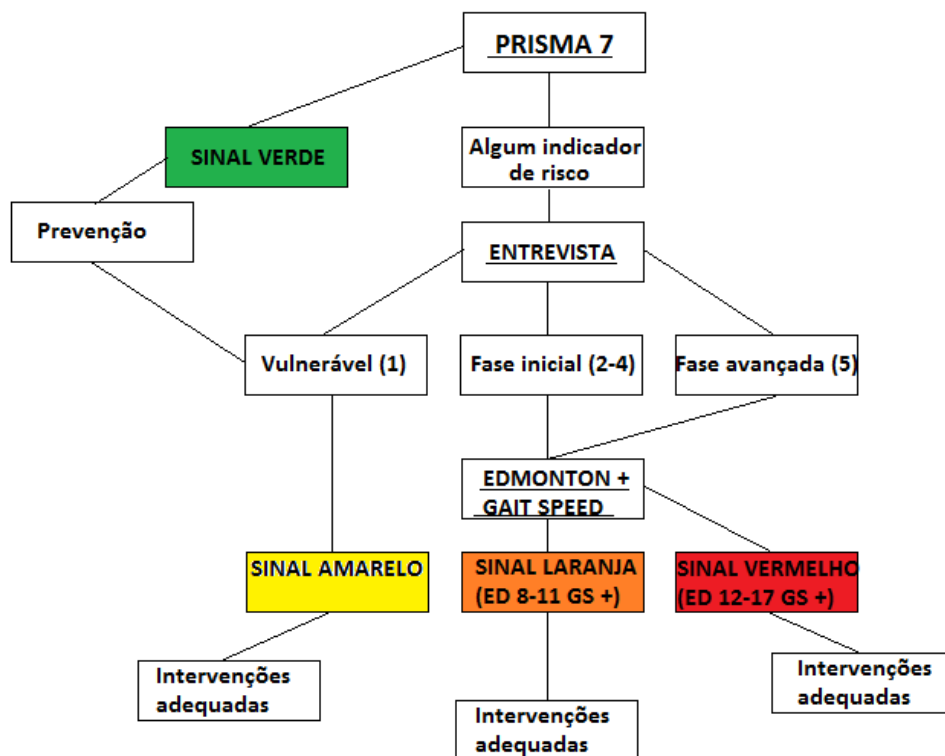 PRISMA 7
SINAL VERDE
Algum indicador
de risco
Prevenção
ENTREVISTA
Vulnerável (1)
Fase inicial (2-4)
Fase avançada (5)
EDMONTON +
GAIT SPEED
SINAL AMARELO
SINAL LARANJA
(ED 8-11 GS +)
SINAL VERMELHO
(ED 12-17 GS +)
Intervenções
adequadas
Intervenções
adequadas
Intervenções
adequadas